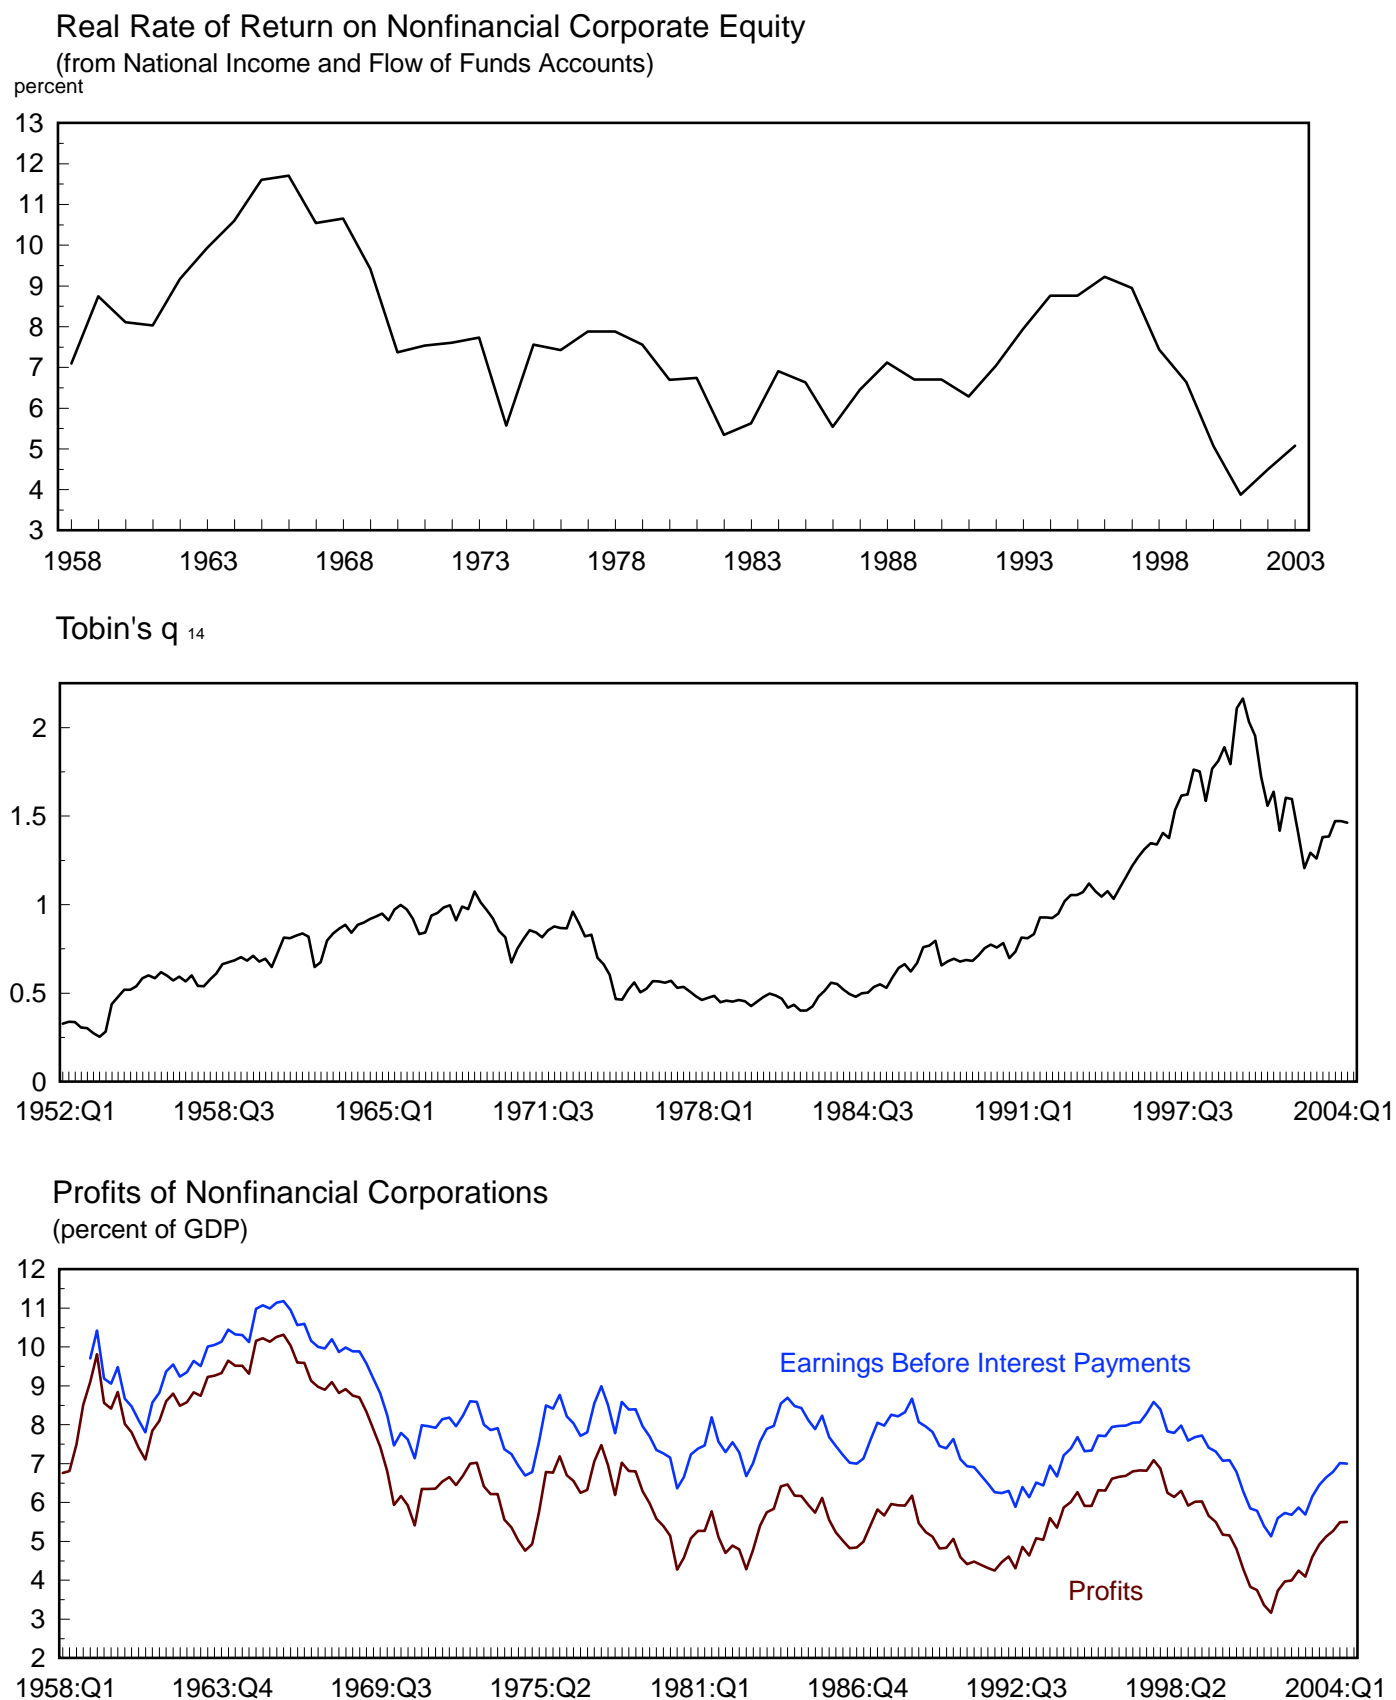 Real Rate of Return on Nonfinancial Corporate Equity
(from National Income and Flow of Funds Accounts)
percent
13
12
11
10
9
8
7
6
5
4
3
1958 1963 1968 1973 1978 1983 1988 1993 1998 2003
Tobin's q 14
2
1.5
1
0.5
0
1952:Q1 1958:Q3 1965:Q1 1971:Q3 1978:Q1 1984:Q3 1991:Q1 1997:Q3 2004:Q1
Profits of Nonfinancial Corporations
(percent of GDP)
12
11
10
9
8
7
6
5
4
3
2
Earnings Before Interest Payments
Profits
1958:Q1 1963:Q4 1969:Q3 1975:Q2 1981:Q1 1986:Q4 1992:Q3 1998:Q2 2004:Q1